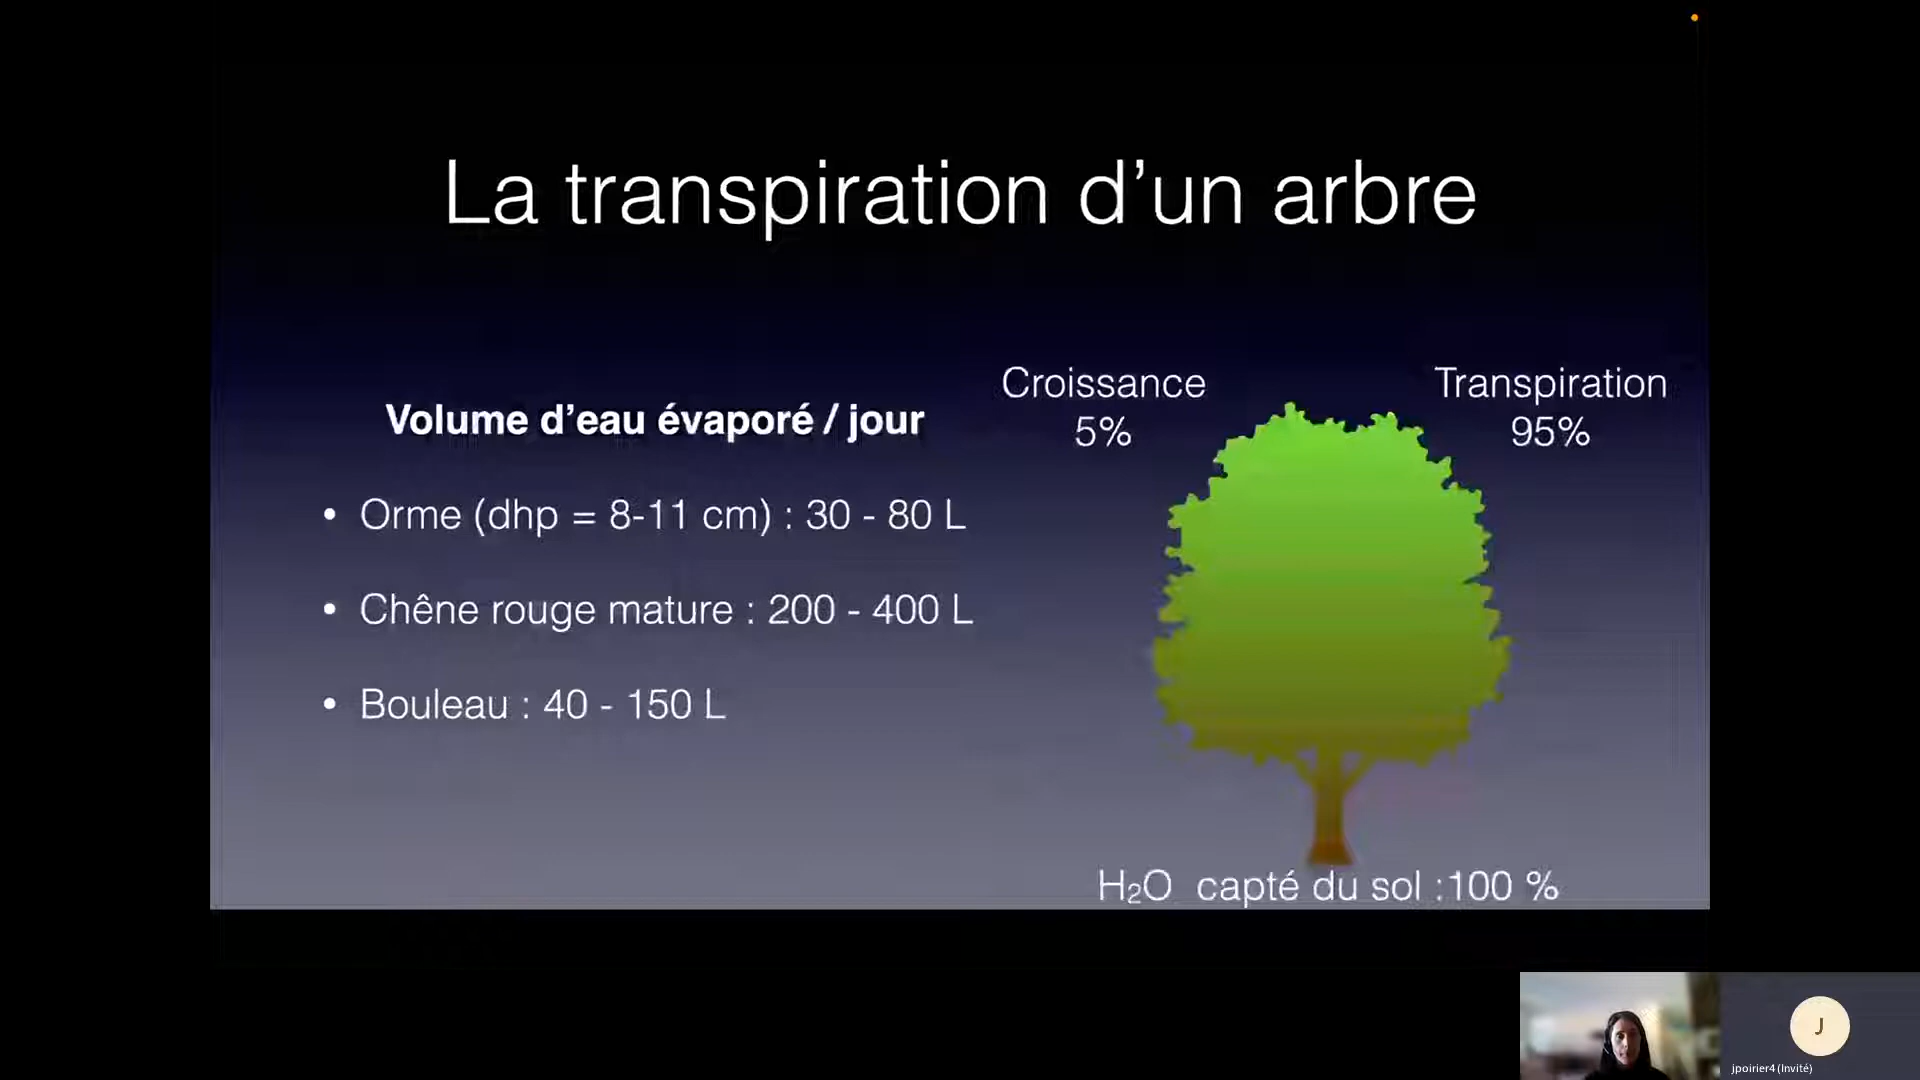 La transpiration d’un arbre
Volume d’eau évaporé / jour
• Orme (dhp = 8-11 cm) : 30 - 80 L
• Chêne rouge mature : 200 - 400 L
• Bouleau : 40 - 150 L
Croissance
5%
Transpiration
95%
H₂O capté du sol :100 %
J
jpoirier4 (Invité)